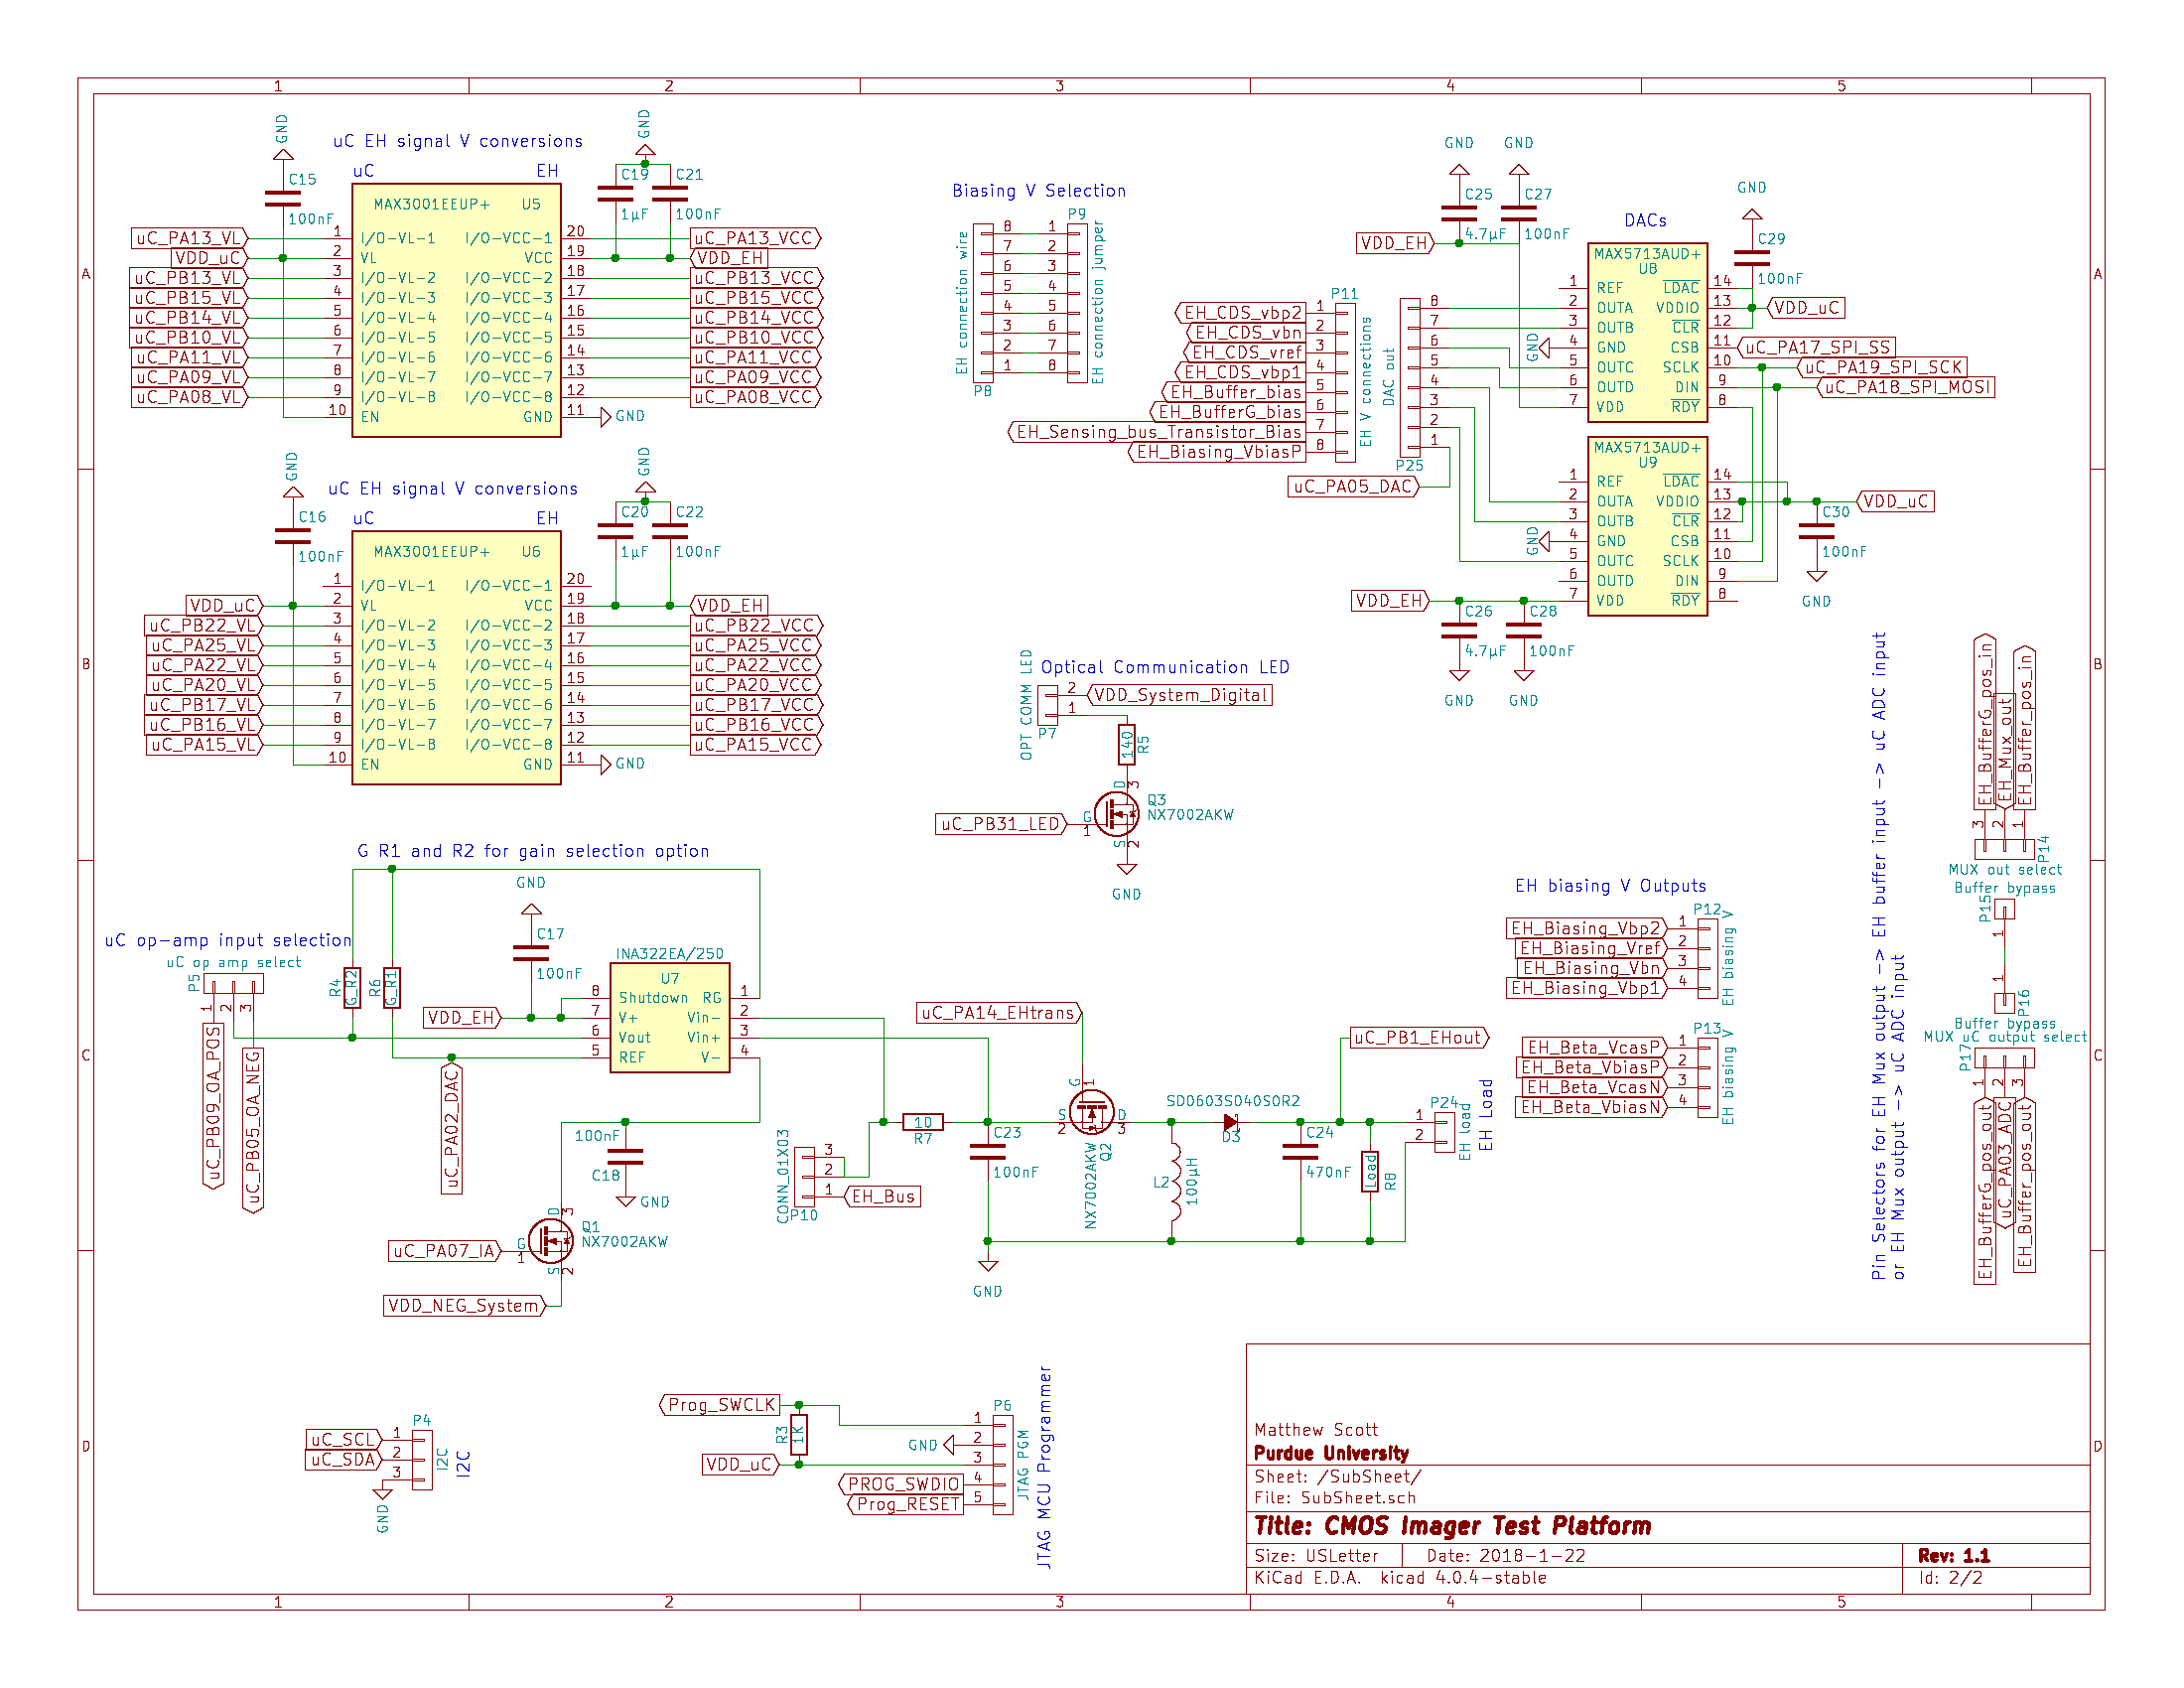 1 2 3 4 5
A
B
C
D
uC EH signal V conversions
uC EH
GND
C15
100nF
GND
C19
1µF
C21
100nF
MAX3001EEUP+ U5
uC_PA13_VL 1 I/O-VL-1 I/O-VCC-1 20 uC_PA13_VCC
VDD_uC 2 VL VCC 19 VDD_EH
uC_PB13_VL 3 I/O-VL-2 I/O-VCC-2 18 uC_PB13_VCC
uC_PB15_VL 4 I/O-VL-3 I/O-VCC-3 17 uC_PB15_VCC
uC_PB14_VL 5 I/O-VL-4 I/O-VCC-4 16 uC_PB14_VCC
uC_PB10_VL 6 I/O-VL-5 I/O-VCC-5 15 uC_PB10_VCC
uC_PA11_VL 7 I/O-VL-6 I/O-VCC-6 14 uC_PA11_VCC
uC_PA09_VL 8 I/O-VL-7 I/O-VCC-7 13 uC_PA09_VCC
uC_PA08_VL 9 I/O-VL-8 I/O-VCC-8 12 uC_PA08_VCC
10 EN GND 11 GND
uC EH signal V conversions
uC EH
GND
C16
100nF
GND
C20
1µF
C22
100nF
MAX3001EEUP+ U6
1 I/O-VL-1 I/O-VCC-1 20
VDD_uC 2 VL VCC 19 VDD_EH
uC_PB22_VL 3 I/O-VL-2 I/O-VCC-2 18 uC_PB22_VCC
uC_PA25_VL 4 I/O-VL-3 I/O-VCC-3 17 uC_PA25_VCC
uC_PA22_VL 5 I/O-VL-4 I/O-VCC-4 16 uC_PA22_VCC
uC_PA20_VL 6 I/O-VL-5 I/O-VCC-5 15 uC_PA20_VCC
uC_PB17_VL 7 I/O-VL-6 I/O-VCC-6 14 uC_PB17_VCC
uC_PB16_VL 8 I/O-VL-7 I/O-VCC-7 13 uC_PB16_VCC
uC_PA15_VL 9 I/O-VL-8 I/O-VCC-8 12 uC_PA15_VCC
10 EN GND 11 GND
Biasing V Selection
P9
EH connection wire
EH connection jumper
8 1
7 2
6 3
5 4
4 5
3 6
2 7
1 8
P8
P11
EH_CDS_vbp2 1
EH_CDS_vbn 2
EH_CDS_vref 3
EH_CDS_vbp1 4
EH_Buffer_bias 5
EH_BufferG_bias 6
EH_Sensing_bus_Transistor_Bias 7
EH_Biasing_VbiasP 8
EH V connections
DAC out
8
7
6
5
4
3
2
1
P25
uC_PA05_DAC
GND
C25
4.7µF
GND
C27
100nF
VDD_EH
DACs
GND
C29
100nF
MAX5713AUD+
U8
1 REF LDAC 14
2 OUTA VDDIO 13 VDD_uC
3 OUTB CLR 12
GND 4 GND CSB 11 uC_PA17_SPI_SS
5 OUTC SCLK 10 uC_PA19_SPI_SCK
6 OUTD DIN 9 uC_PA18_SPI_MOSI
7 VDD RDY 8
MAX5713AUD+
U9
1 REF LDAC 14
2 OUTA VDDIO 13 VDD_uC
3 OUTB CLR 12
GND 4 GND CSB 11
5 OUTC SCLK 10
6 OUTD DIN 9
7 VDD RDY 8
C30
100nF
GND
VDD_EH
C26
4.7µF
GND
C28
100nF
GND
Optical Communication LED
OPT COMM LED
2 VDD_System_Digital
1
P7
140
R5
D 3
Q3
NX7002AKW
uC_PB31_LED G 1
S 2
GND
G R1 and R2 for gain selection option
GND
C17
100nF
uC op-amp input selection
uC op amp select
P5
1 2 3
uC_PB09_OA_POS
uC_PB05_OA_NEG
R4
G_R2
R6
G_R1
INA322EA/25D
U7
8 Shutdown RG 1
VDD_EH 7 V+ Vin- 2
6 Vout Vin+ 3
5 REF V- 4
uC_PA02_DAC
100nF
C18
GND
D 3
Q1
NX7002AKW
uC_PA07_IA G 1
S 2
VDD_NEG_System
CONN_01X03
3
2
1 EH_Bus
P10
10
R7
C23
100nF
GND
uC_PA14_EHtrans
G 1
S 2
D 3
NX7002AKW
Q2
SD0603S040S0R2
D3
L2
100µH
C24
470nF
uC_PB1_EHout
Load
R8
P24
1
2
EH load
EH Load
EH biasing V Outputs
P12
EH_Biasing_Vbp2 1
EH_Biasing_Vref 2
EH_Biasing_Vbn 3
EH_Biasing_Vbp1 4
EH biasing V
P13
EH_Beta_VcasP 1
EH_Beta_VbiasP 2
EH_Beta_VcasN 3
EH_Beta_VbiasN 4
EH biasing V
Pin Selectors for EH Mux output -> EH buffer input -> uC ADC input
or EH Mux output -> uC ADC input
EH_BufferG_pos_in
EH_Mux_out
EH_Buffer_pos_in
3 2 1
P14
MUX out select
Buffer bypass
P15
1
1
P16
Buffer bypass
MUX uC output select
P17
1 2 3
EH_BufferG_pos_out
uC_PA03_ADC
EH_Buffer_pos_out
P4
uC_SCL 1
uC_SDA 2
3
GND
I2C
I2C
Prog_SWCLK
R3
1K
VDD_uC
P6
1
GND 2
3
PROG_SWDIO 4
Prog_RESET 5
JTAG PGM
JTAG MCU Programmer
Matthew Scott
Purdue University
Sheet: /SubSheet/
File: SubSheet.sch
Title: CMOS Imager Test Platform
Size: USLetter Date: 2018-1-22 Rev: 1.1
KiCad E.D.A. kicad 4.0.4-stable Id: 2/2
A
B
C
D
1 2 3 4 5